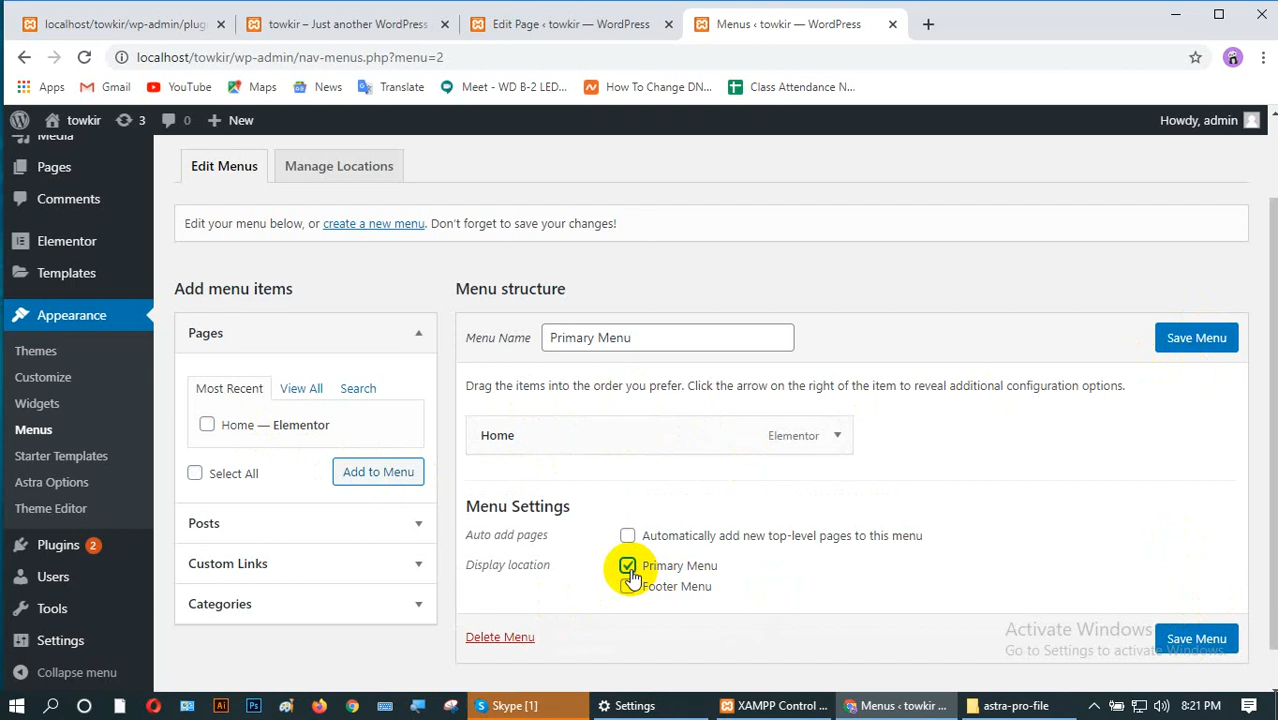 localhost/towkir/wp-admin/plug
towkir – Just another WordPress
Edit Page ‹ towkir — WordPress
Menus ‹ towkir — WordPress
localhost/towkir/wp-admin/nav-menus.php?menu=2
Apps
Gmail
YouTube
Maps
News
Translate
Meet - WD B-2 LED...
How To Change DN...
Class Attendance N...
towkir
3
0
New
Howdy, admin
Media
Pages
Comments
Elementor
Templates
Appearance
Themes
Customize
Widgets
Menus
Starter Templates
Astra Options
Theme Editor
Plugins 2
Users
Tools
Settings
Collapse menu
Edit Menus
Manage Locations
Edit your menu below, or create a new menu. Don't forget to save your changes!
Add menu items
Pages
Most Recent
View All
Search
Home — Elementor
Select All
Add to Menu
Posts
Custom Links
Categories
Menu structure
Menu Name
Primary Menu
Save Menu
Drag the items into the order you prefer. Click the arrow on the right of the item to reveal additional configuration options.
Home
Elementor
Menu Settings
Auto add pages
Automatically add new top-level pages to this menu
Display location
Primary Menu
Footer Menu
Delete Menu
Save Menu
Activate Windows
Go to Settings to activate Windows.
Ai
Ps
Skype [1]
Settings
XAMPP Control ...
Menus ‹ towkir ...
astra-pro-file
8:21 PM